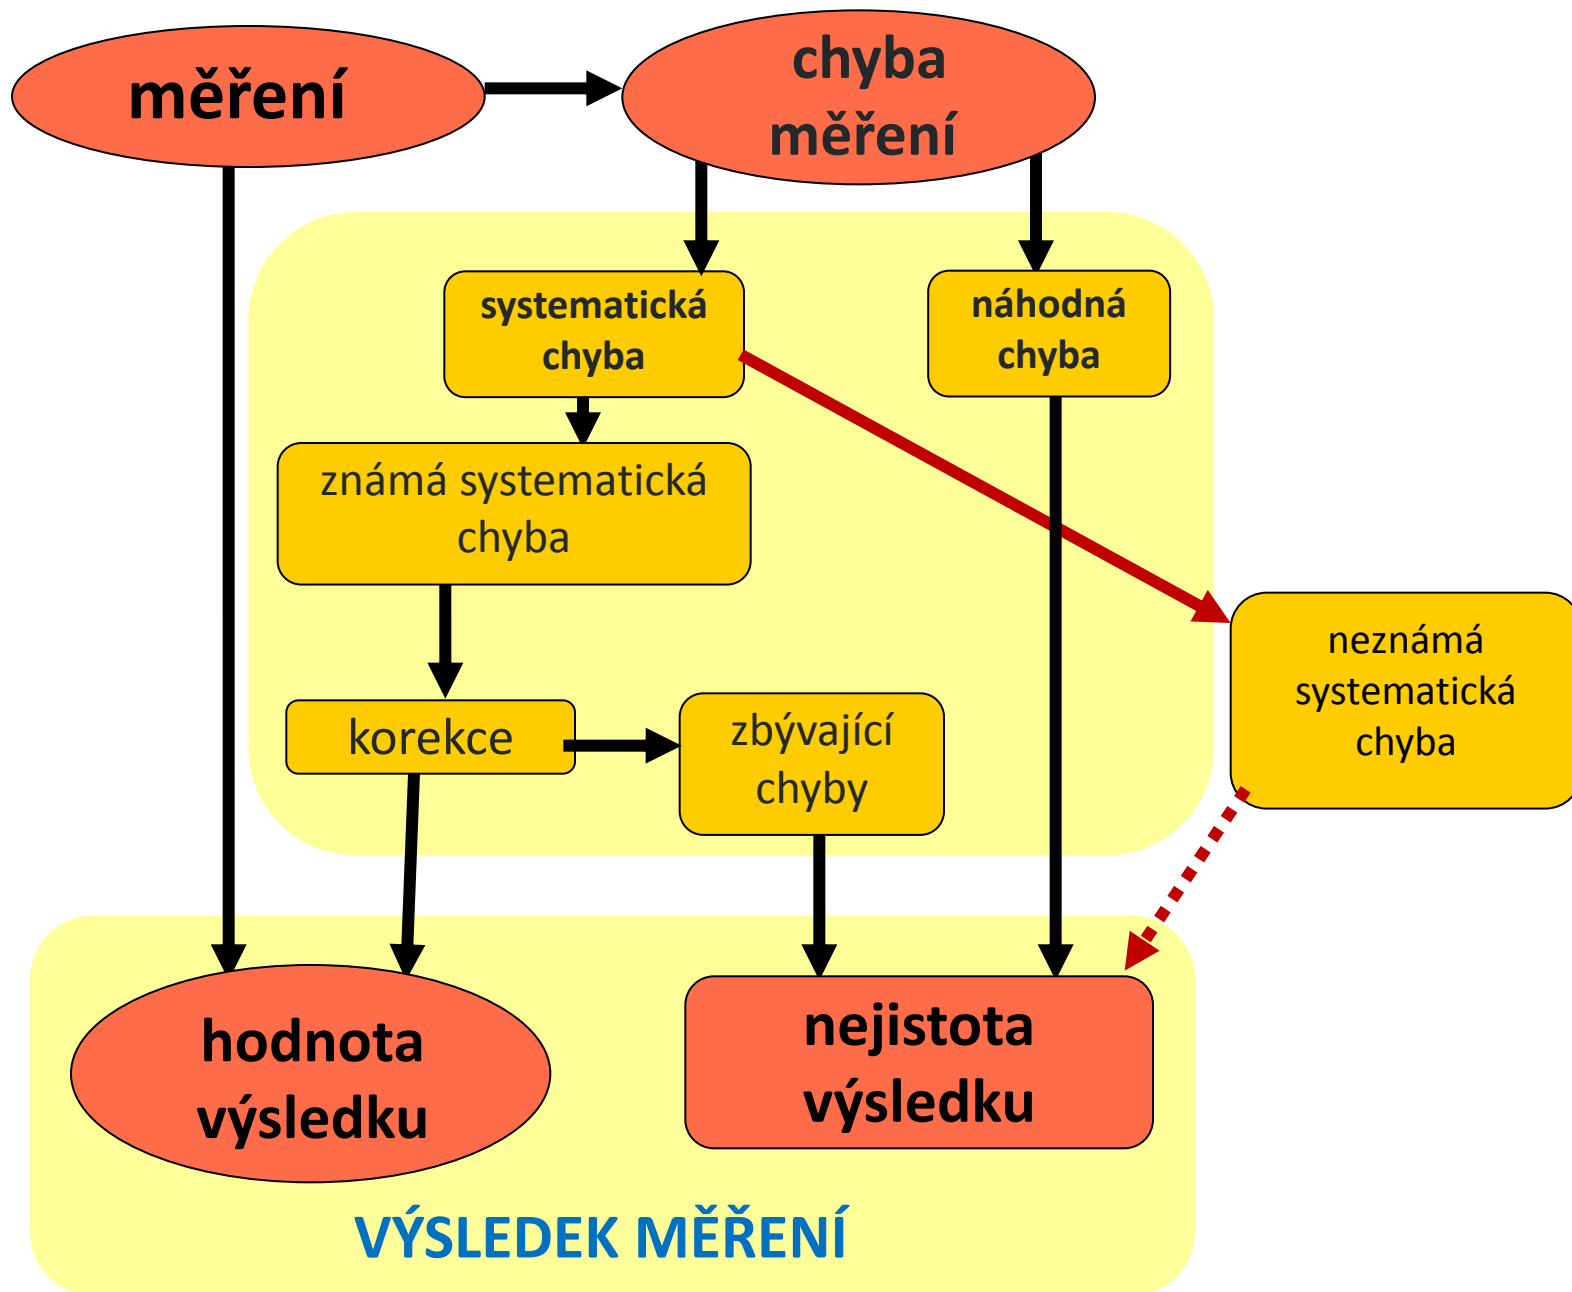 měření
chyba
měření
systematická
chyba
náhodná
chyba
známá systematická
chyba
neznámá
systematická
chyba
korekce
zbývající
chyby
hodnota
výsledku
nejistota
výsledku
VÝSLEDEK MĚŘENÍ